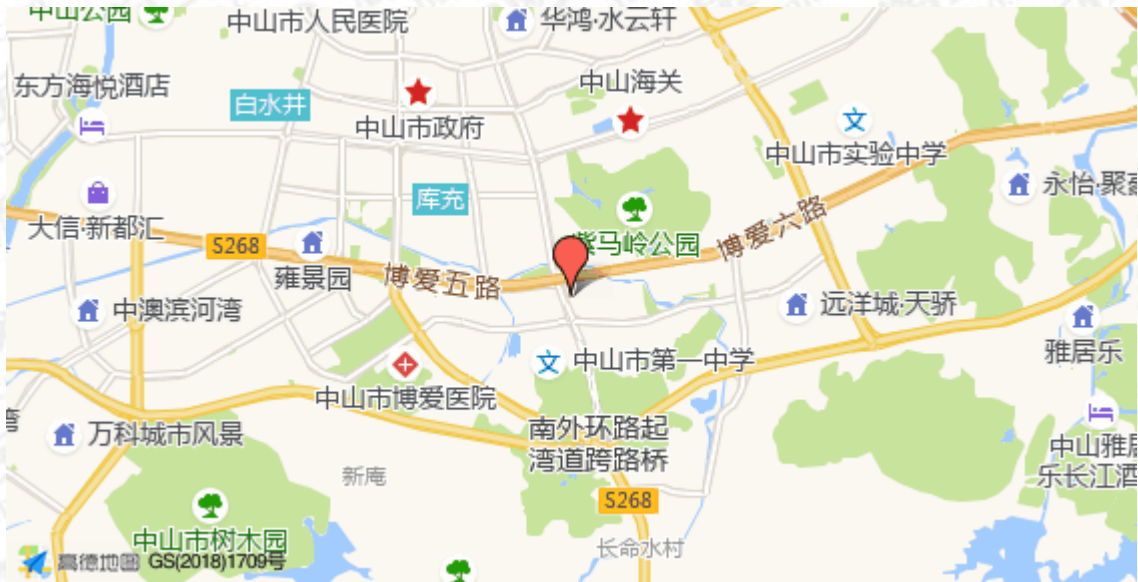 中山公园
中山市人民医院
华鸿·水云轩
东方海悦酒店
中山海关
白水井
中山市政府
中山市实验中学
永怡·聚豪
库充
大信·新都汇
紫马岭公园
博爱六路
S268
雍景园
博爱五路
中澳滨河湾
远洋城·天骄
雅居乐
中山市第一中学
中山市博爱医院
万科城市风景
南外环路起
湾道跨路桥
中山雅居
乐长江酒
新庵
S268
中山市树木园
长命水村
高德地图 GS(2018)1709号